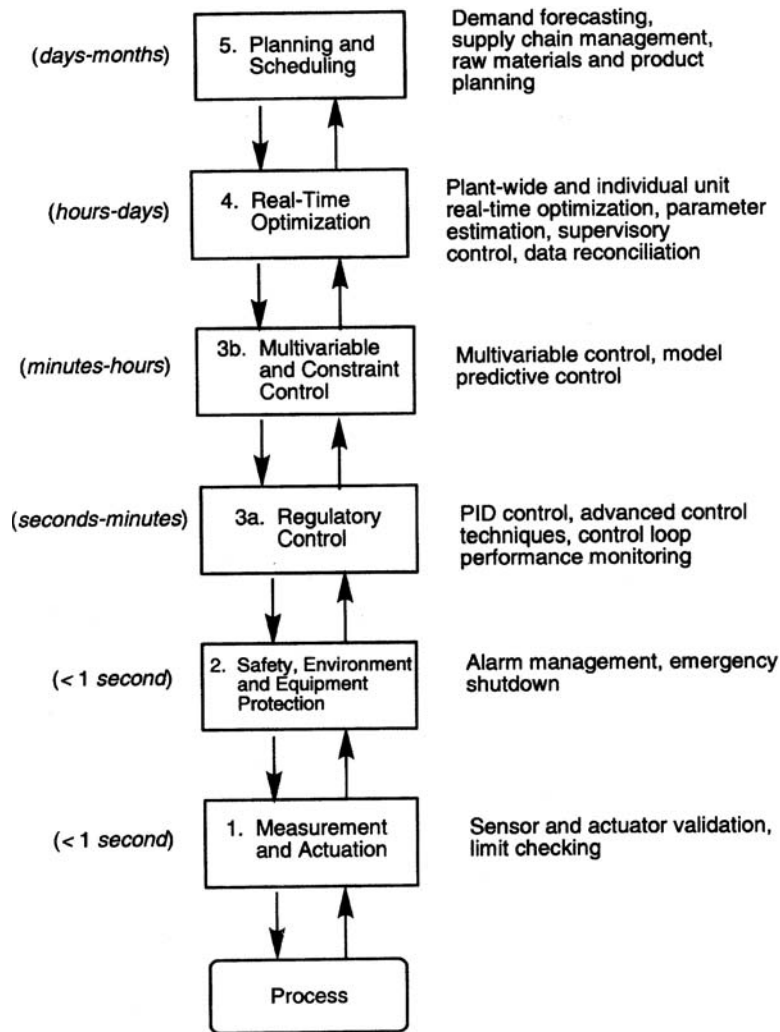 (days-months)
5. Planning and
Scheduling
Demand forecasting,
supply chain management,
raw materials and product
planning
(hours-days)
4. Real-Time
Optimization
Plant-wide and individual unit
real-time optimization, parameter
estimation, supervisory
control, data reconciliation
(minutes-hours)
3b. Multivariable
and Constraint
Control
Multivariable control, model
predictive control
(seconds-minutes)
3a. Regulatory
Control
PID control, advanced control
techniques, control loop
performance monitoring
(< 1 second)
2. Safety, Environment
and Equipment
Protection
Alarm management, emergency
shutdown
(< 1 second)
1. Measurement
and Actuation
Sensor and actuator validation,
limit checking
Process